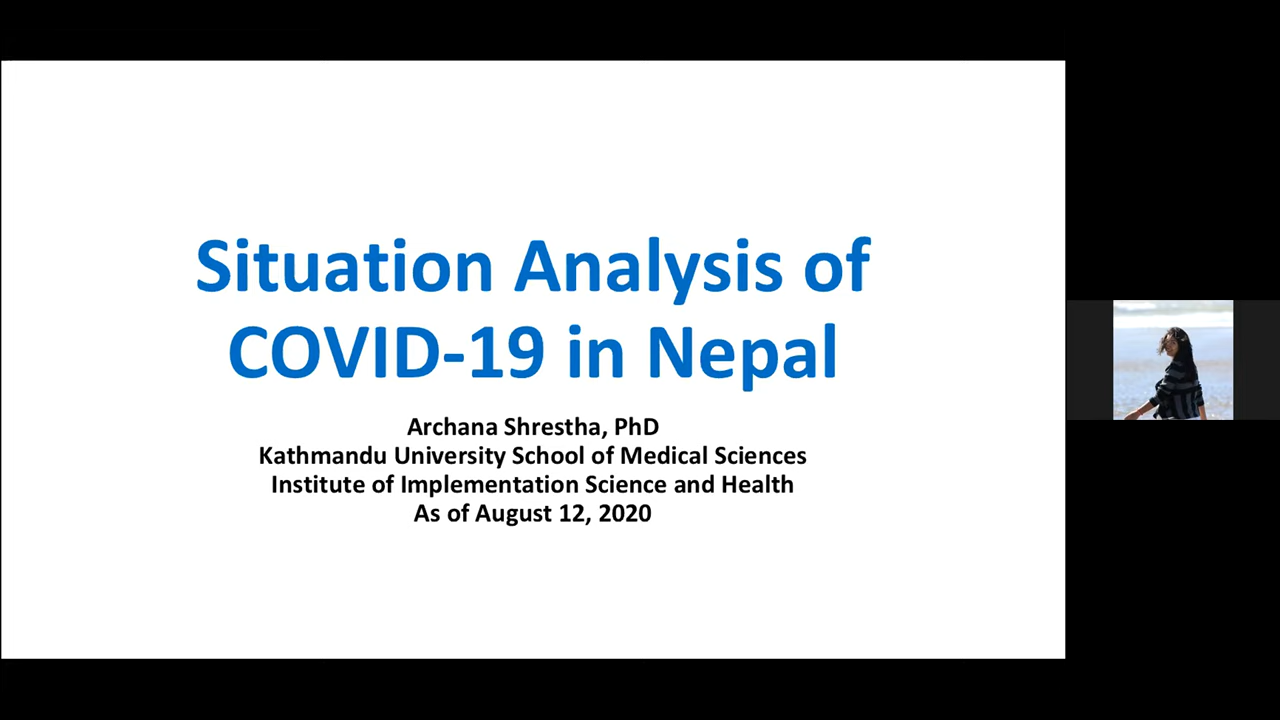 Situation Analysis of
COVID-19 in Nepal
Archana Shrestha, PhD
Kathmandu University School of Medical Sciences
Institute of Implementation Science and Health
As of August 12, 2020